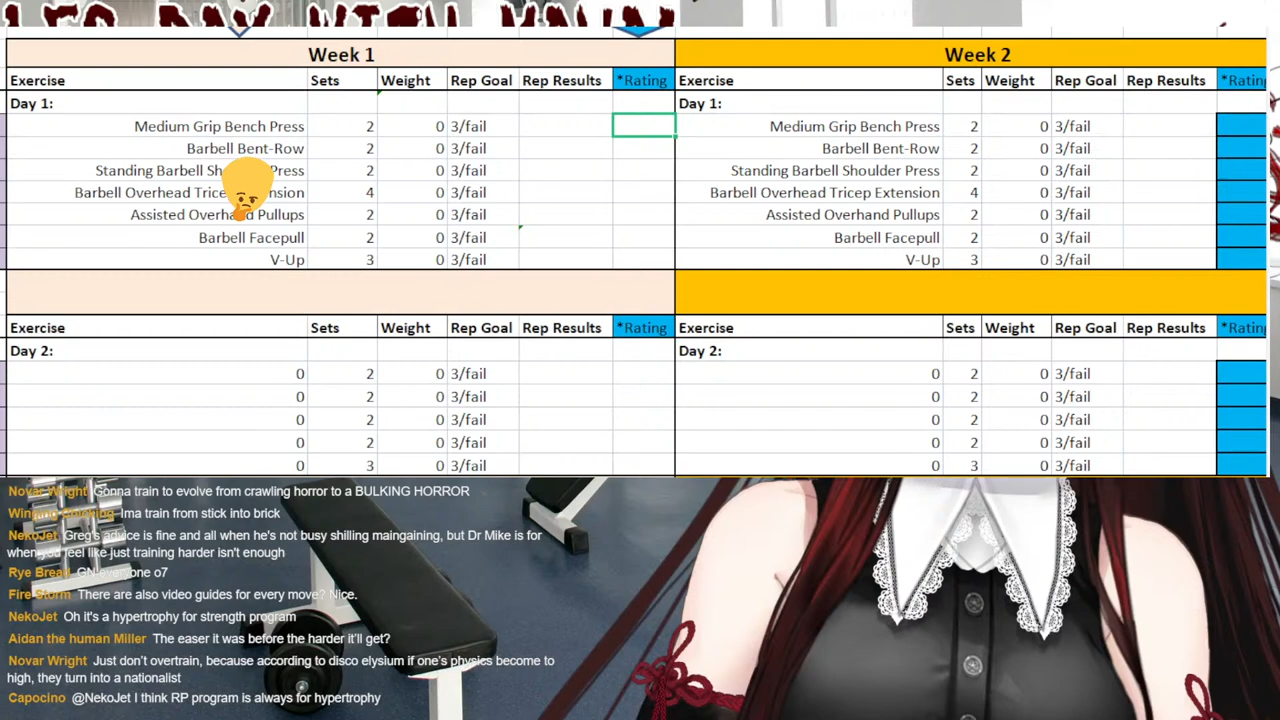 LEG DAY WITH
Week 1 Week 2
Exercise Sets Weight Rep Goal Rep Results *Rating Exercise Sets Weight Rep Goal Rep Results *Rating
Day 1: Day 1:
Medium Grip Bench Press 2 0 3/fail Medium Grip Bench Press 2 0 3/fail
Barbell Bent-Row 2 0 3/fail Barbell Bent-Row 2 0 3/fail
Standing Barbell Press 2 0 3/fail Standing Barbell Shoulder Press 2 0 3/fail
Barbell Overhead 4 0 3/fail Barbell Overhead Tricep Extension 4 0 3/fail
Assisted Overhand Pullups 2 0 3/fail Assisted Overhand Pullups 2 0 3/fail
Barbell Facepull 2 0 3/fail Barbell Facepull 2 0 3/fail
V-Up 3 0 3/fail V-Up 3 0 3/fail
Exercise Sets Weight Rep Goal Rep Results *Rating Exercise Sets Weight Rep Goal Rep Results *Rating
Day 2: Day 2:
0 2 0 3/fail 0 2 0 3/fail
0 2 0 3/fail 0 2 0 3/fail
0 2 0 3/fail 0 2 0 3/fail
0 2 0 3/fail 0 2 0 3/fail
0 3 0 3/fail 0 3 0 3/fail
Novar Wright Gonna train to evolve from crawling horror to a BULKING HORROR
Winging Ima train from stick into brick
NekoJet Greg's advice is fine and all when he's not busy shilling maingaining, but Dr Mike is for
when you feel like just training harder isn't enough
Rye Bread GN everyone o7
Fire Storm There are also video guides for every move? Nice.
NekoJet Oh it's a hypertrophy for strength program
Aidan the human Miller The easer it was before the harder it'll get?
Novar Wright Just don't overtrain, because according to disco elysium if one's physics become to
high, they turn into a nationalist
Capocino @NekoJet I think RP program is always for hypertrophy